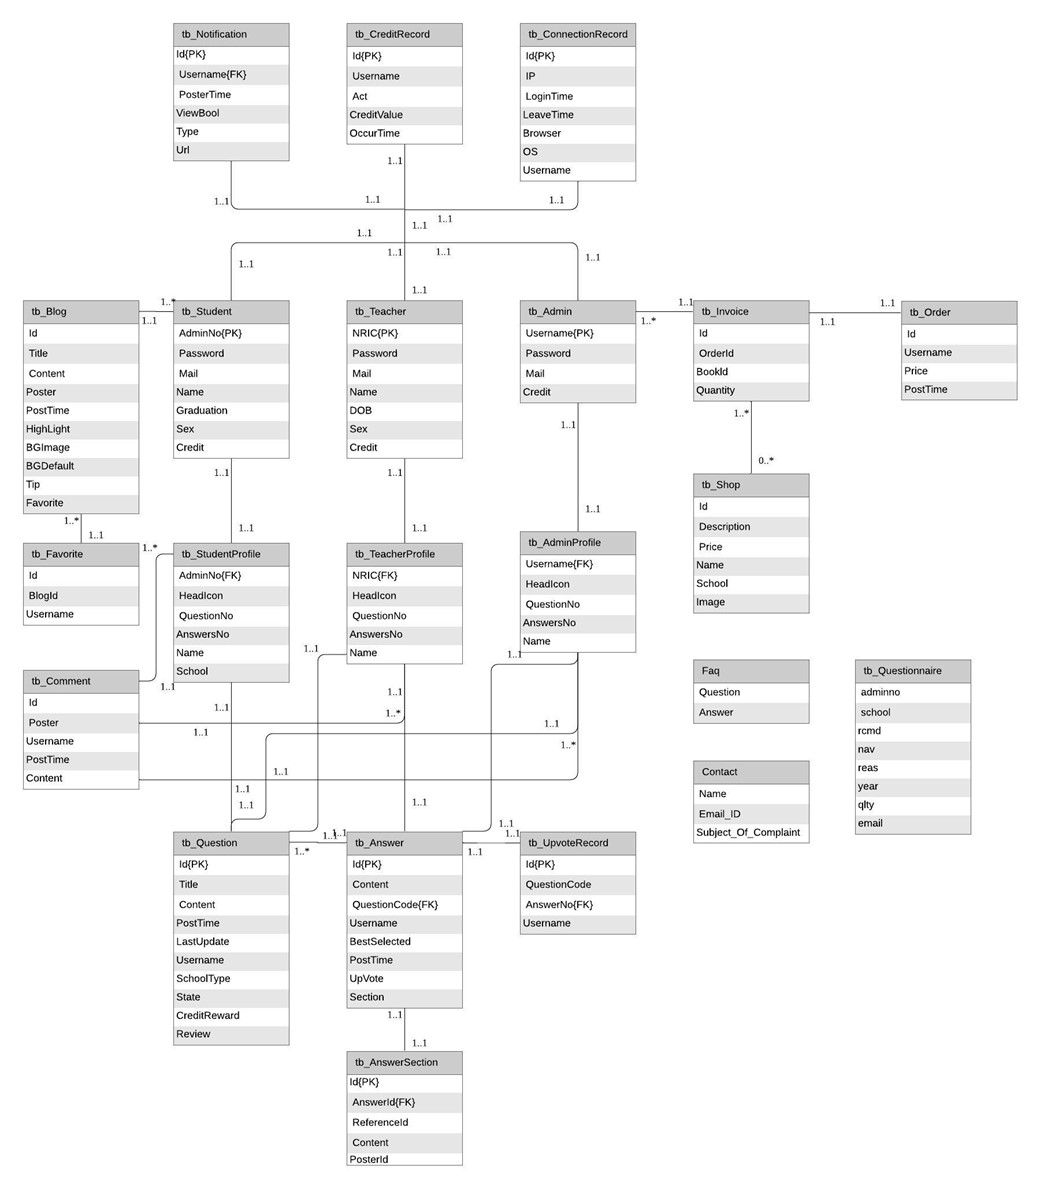 tb_Notification
Id{PK}
Username{FK}
PosterTime
ViewBool
Type
Url
tb_CreditRecord
Id{PK}
Username
Act
CreditValue
OccurTime
tb_ConnectionRecord
Id{PK}
IP
LoginTime
LeaveTime
Browser
OS
Username
1..1
1..1
1..1
1..1
1..1
1..1
1..1
1..1
1..1
1..1
1..1
1..1
tb_Blog
Id
Title
Content
Poster
PostTime
HighLight
BGImage
BGDefault
Tip
Favorite
1..*
1..1
tb_Student
AdminNo{PK}
Password
Mail
Name
Graduation
Sex
Credit
1..1
tb_Teacher
NRIC{PK}
Password
Mail
Name
DOB
Sex
Credit
tb_Admin
Username{PK}
Password
Mail
Credit
1..1
1..*
tb_Invoice
Id
OrderId
BookId
Quantity
1..1
1..1
tb_Order
Id
Username
Price
PostTime
1..1
1..1
1..1
1..1
1..1
1..1
1..*
0..*
tb_Shop
Id
Description
Price
Name
School
Image
1..*
1..1
tb_Favorite
Id
BlogId
Username
1..*
tb_StudentProfile
AdminNo{FK}
HeadIcon
QuestionNo
AnswersNo
Name
School
tb_TeacherProfile
NRIC{FK}
HeadIcon
QuestionNo
AnswersNo
Name
tb_AdminProfile
Username{FK}
HeadIcon
QuestionNo
AnswersNo
Name
1..1
1..1
1..1
tb_Comment
Id
Poster
Username
PostTime
Content
1..1
1..1
1..*
1..1
1..1
1..*
1..1
1..1
1..1
1..1
1..1
Faq
Question
Answer
tb_Questionnaire
adminno
school
rcmd
nav
reas
year
qlty
email
Contact
Name
Email_ID
Subject_Of_Complaint
tb_Question
Id{PK}
Title
Content
PostTime
LastUpdate
Username
SchoolType
State
CreditReward
Review
1..1
1..1
1..*
tb_Answer
Id{PK}
Content
QuestionCode{FK}
Username
BestSelected
PostTime
UpVote
Section
1..1
1..1
tb_UpvoteRecord
Id{PK}
QuestionCode
AnswerNo{FK}
Username
1..1
1..1
tb_AnswerSection
Id{PK}
AnswerId{FK}
ReferenceId
Content
PosterId